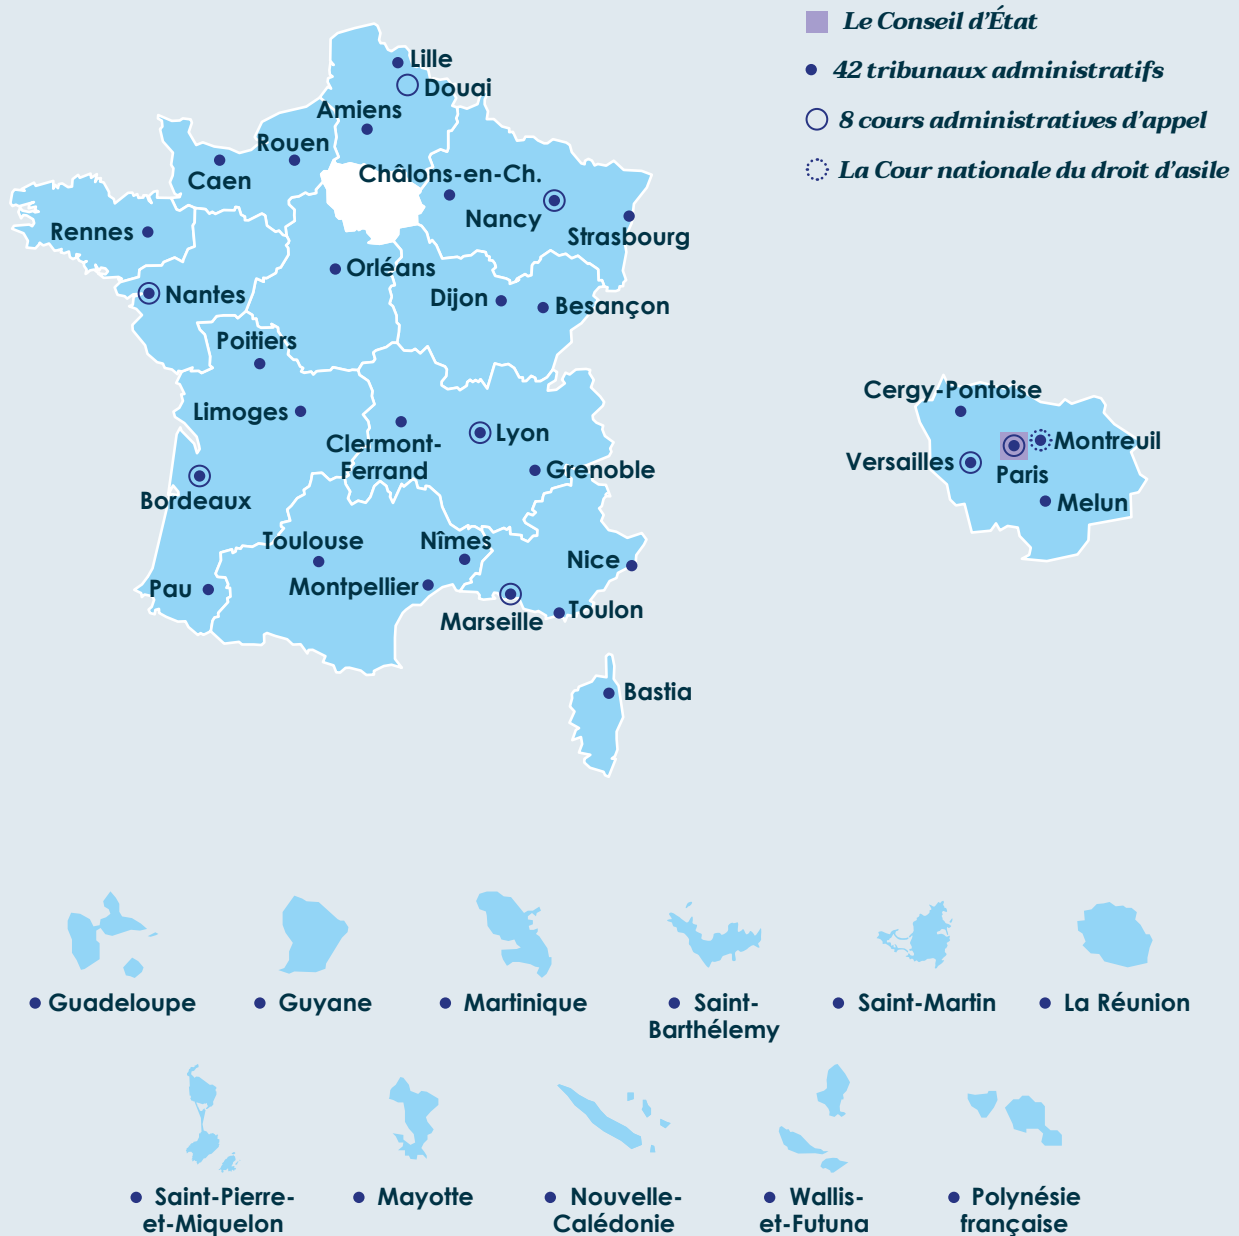 Le Conseil d'État
42 tribunaux administratifs
8 cours administratives d'appel
La Cour nationale du droit d'asile
Lille
Douai
Amiens
Rouen
Caen
Châlons-en-Ch.
Nancy
Strasbourg
Rennes
Orléans
Nantes
Dijon
Besançon
Poitiers
Limoges
Clermont-
Ferrand
Lyon
Grenoble
Bordeaux
Toulouse
Nîmes
Nice
Pau
Montpellier
Marseille
Toulon
Bastia
Cergy-Pontoise
Montreuil
Versailles
Paris
Melun
Guadeloupe
Guyane
Martinique
Saint-
Barthélemy
Saint-Martin
La Réunion
Saint-Pierre-
et-Miquelon
Mayotte
Nouvelle-
Calédonie
Wallis-
et-Futuna
Polynésie
française